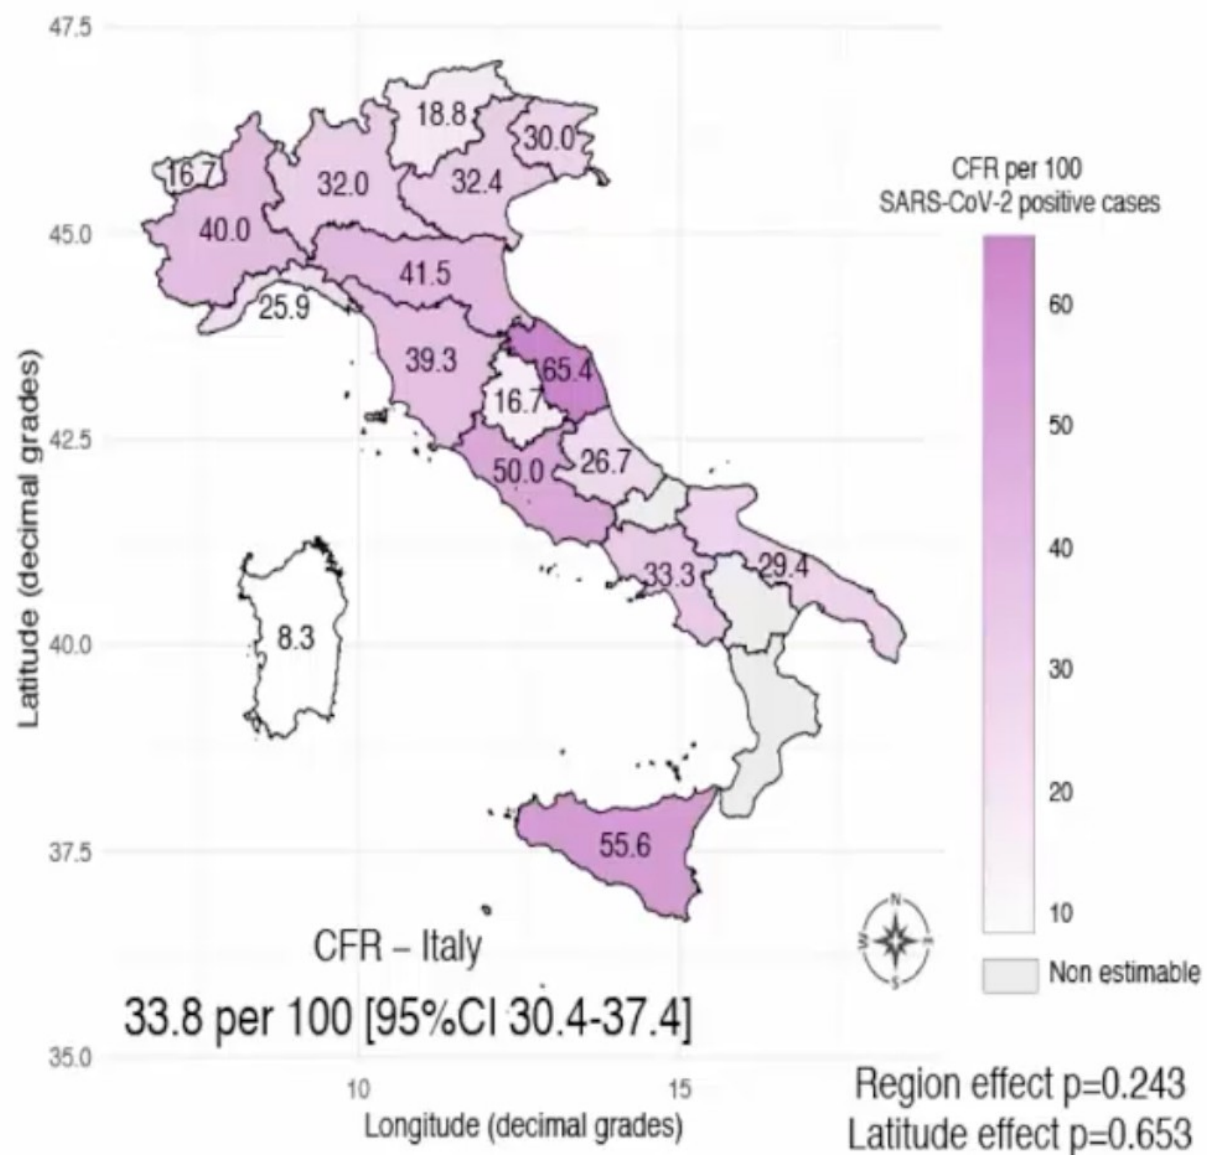 47.5
18.8
30.0
16.7
32.0
32.4
CFR per 100
SARS-CoV-2 positive cases
40.0
45.0
41.5
25.9
60
39.3
65.4
16.7
50
42.5
50.0
26.7
40
33.3
29.4
8.3
40.0
30
20
55.6
37.5
10
Latitude (decimal grades)
N
W
S
CFR – Italy
Non estimable
33.8 per 100 [95%CI 30.4-37.4]
35.0
10
15
Longitude (decimal grades)
Region effect p=0.243
Latitude effect p=0.653